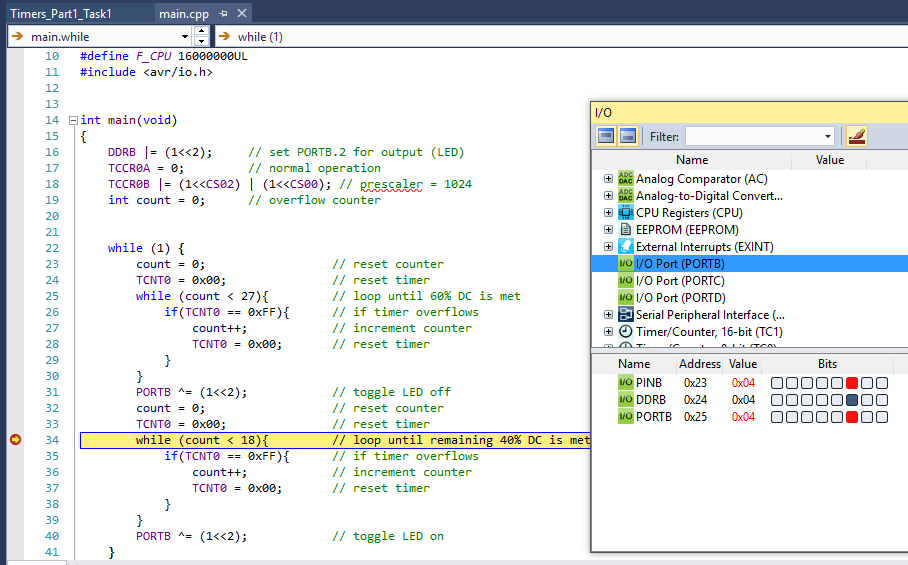 Timers_Part1_Task1 main.cpp
main.while while (1)
10 #define F_CPU 16000000UL
11 #include <avr/io.h>
12
13
14 int main(void)
15 {
16 DDRB |= (1<<2); // set PORTB.2 for output (LED)
17 TCCR0A = 0; // normal operation
18 TCCR0B |= (1<<CS02) | (1<<CS00); // prescaler = 1024
19 int count = 0; // overflow counter
20
21
22 while (1) {
23 count = 0; // reset counter
24 TCNT0 = 0x00; // reset timer
25 while (count < 27){ // loop until 60% DC is met
26 if(TCNT0 == 0xFF){ // if timer overflows
27 count++; // increment counter
28 TCNT0 = 0x00; // reset timer
29 }
30 }
31 PORTB ^= (1<<2); // toggle LED off
32 count = 0; // reset counter
33 TCNT0 = 0x00; // reset timer
34 while (count < 18){ // loop until remaining 40% DC is met
35 if(TCNT0 == 0xFF){ // if timer overflows
36 count++; // increment counter
37 TCNT0 = 0x00; // reset timer
38 }
39 }
40 PORTB ^= (1<<2); // toggle LED on
41 }
I/O
Filter:
Name Value
Analog Comparator (AC)
Analog-to-Digital Convert...
CPU Registers (CPU)
EEPROM (EEPROM)
External Interrupts (EXINT)
I/O Port (PORTB)
I/O Port (PORTC)
I/O Port (PORTD)
Serial Peripheral Interface (...
Timer/Counter, 16-bit (TC1)
Timer/Counter, 8-bit (TC0)
Name Address Value Bits
I/O PINB 0x23 0x04
I/O DDRB 0x24 0x04
I/O PORTB 0x25 0x04